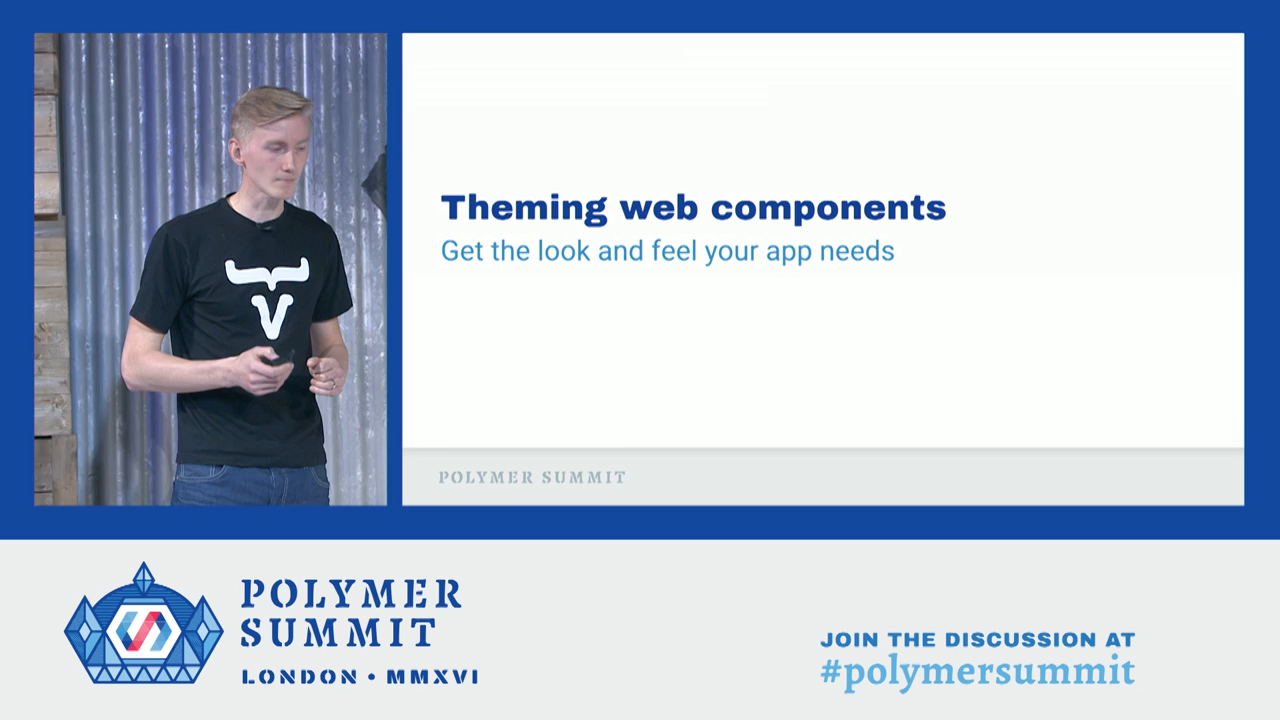 Theming web components
Get the look and feel your app needs
POLYMER SUMMIT
POLYMER
SUMMIT
LONDON • MMXVI
JOIN THE DISCUSSION AT
#polymersummit